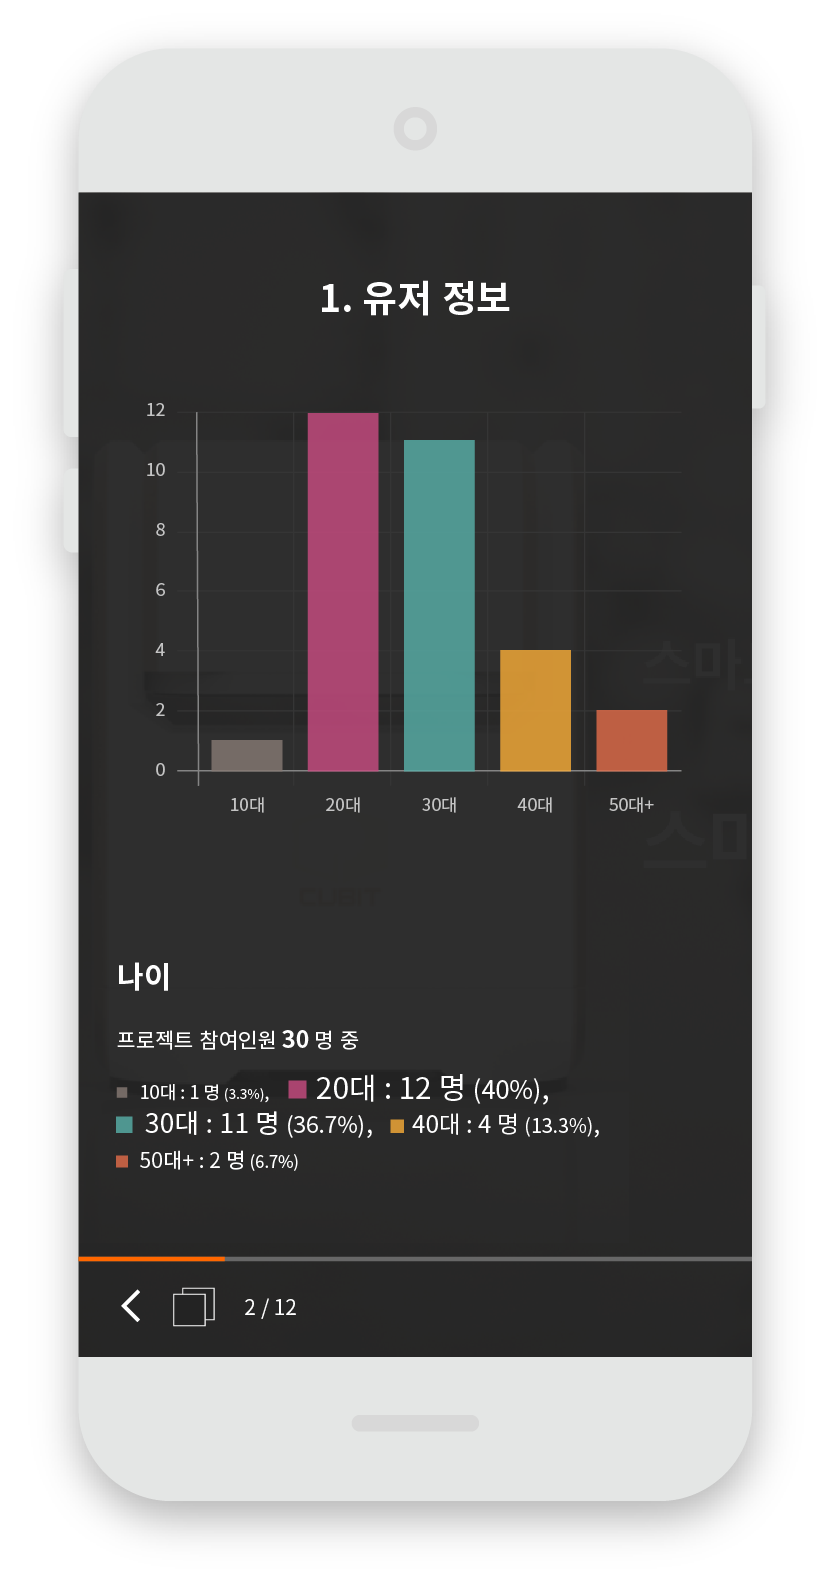 1. 유저 정보
12
10
8
6
4
2
0
10대 20대 30대 40대 50대+
나이
프로젝트 참여인원 30 명 중
10대 : 1 명 (3.3%), 20대 : 12 명 (40%),
30대 : 11 명 (36.7%), 40대 : 4 명 (13.3%),
50대+ : 2 명 (6.7%)
2 / 12